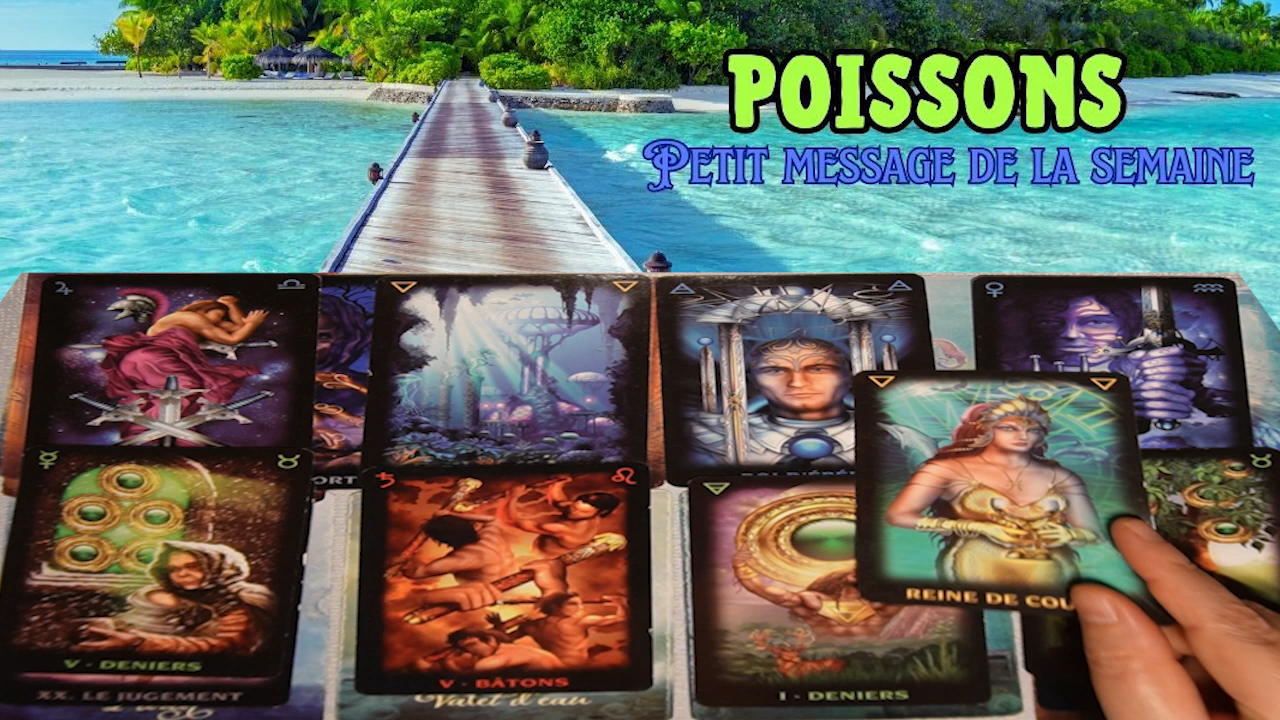 POISSONS
PETIT MESSAGE DE LA SEMAINE
REINE DE COU
V - DENIERS
XX. LE JUGEMENT
V - BÂTONS
Valet d'eau
I - DENIERS